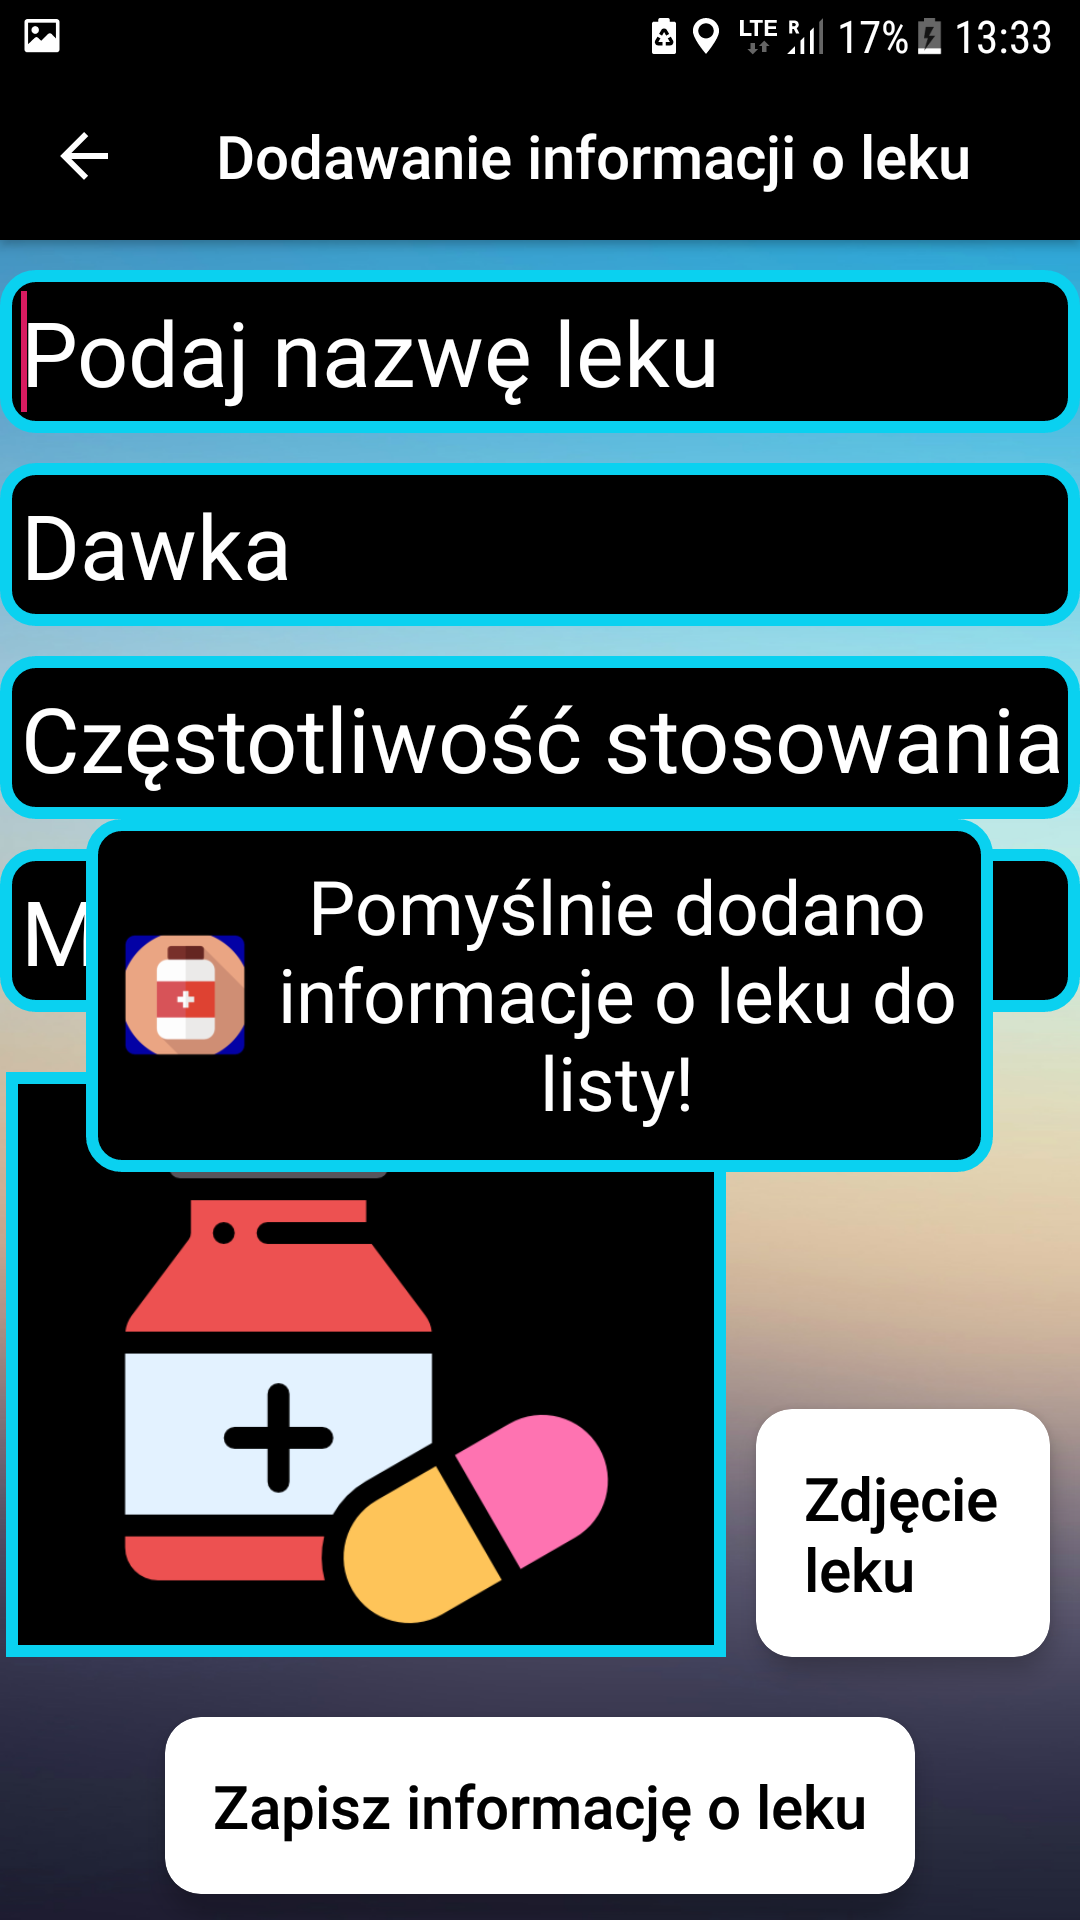 LTE R 17% 13:33
Dodawanie informacji o leku
Podaj nazwę leku
Dawka
Częstotliwość stosowania
Pomyślnie dodano
informacje o leku do
listy!
Zdjęcie
leku
Zapisz informację o leku